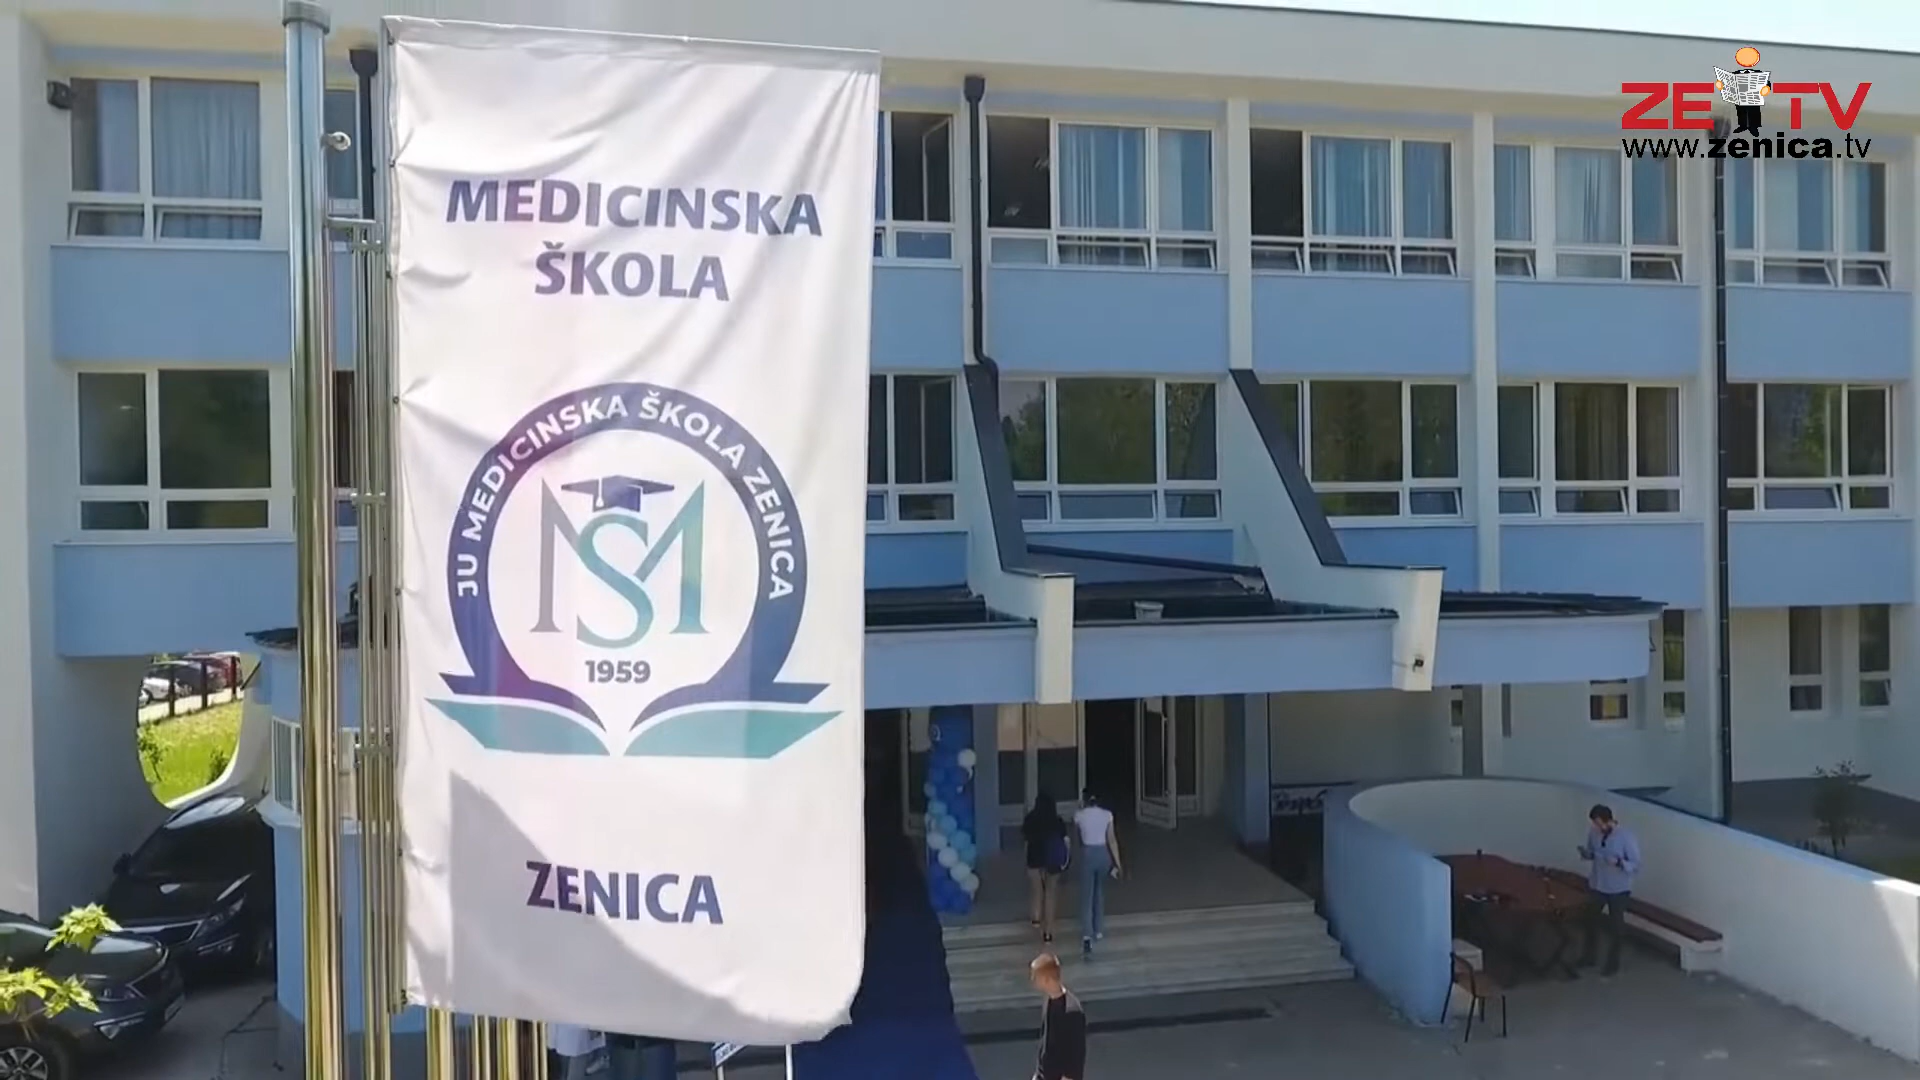 ZE TV
www.zenica.tv
MEDICINSKA
ŠKOLA
JU MEDICINSKA ŠKOLA ZENICA
MS
1959
ZENICA